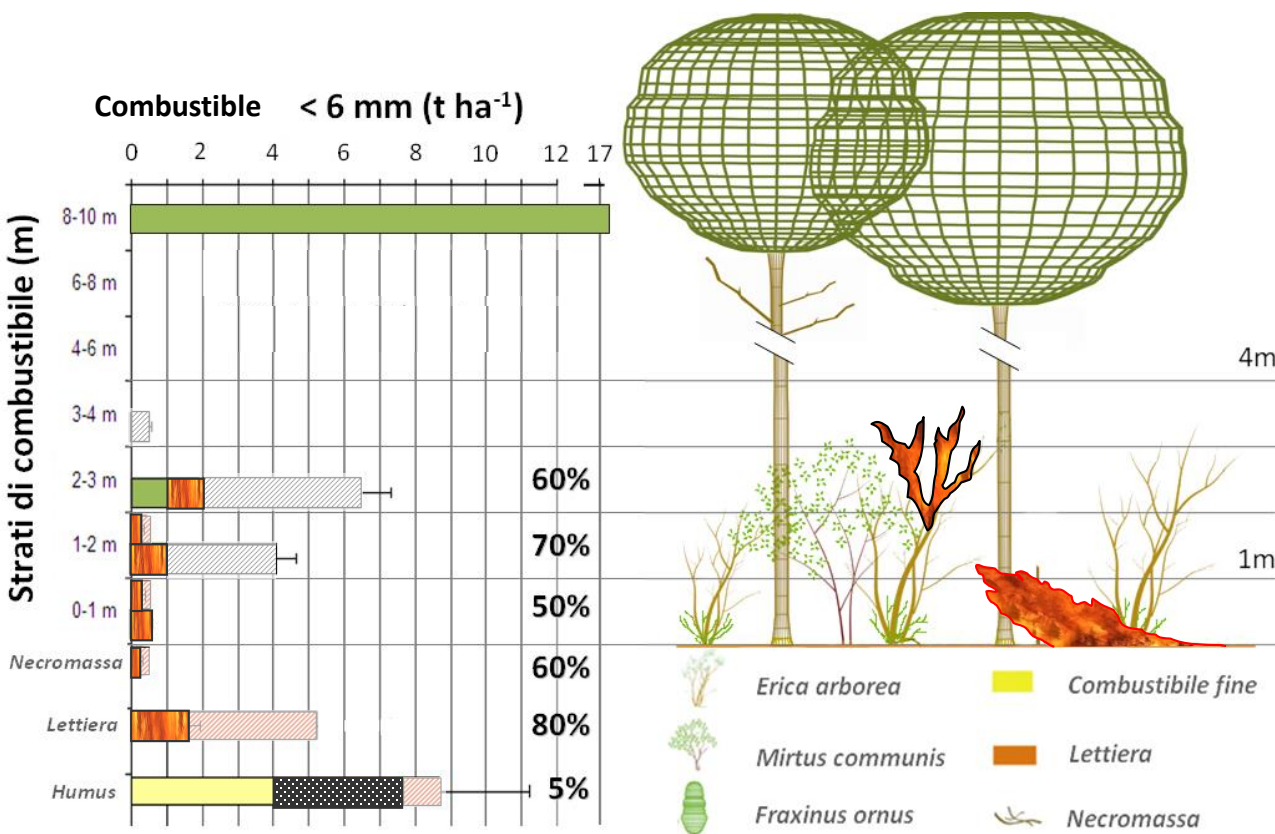 Combustible < 6 mm (t ha-1)
0 2 4 6 8 10 12 17
Strati di combustibile (m)
8-10 m
6-8 m
4-6 m
3-4 m
2-3 m
1-2 m
0-1 m
Necromassa
Lettiera
Humus
60%
70%
50%
60%
80%
5%
4m
1m
Erica arborea
Mirtus communis
Fraxinus ornus
Combustibile fine
Lettiera
Necromassa